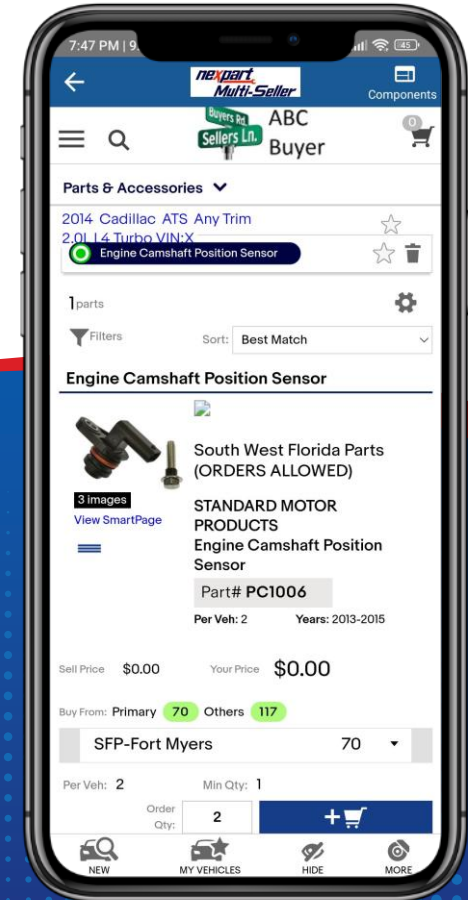 7:47 PM | 9
45
nexpart
Multi-Seller
Components
Buyers Rd.
Sellers Ln.
ABC
Buyer
0
Parts & Accessories
2014 Cadillac ATS Any Trim
2.0L L4 Turbo VIN:X
Engine Camshaft Position Sensor
1 parts
Filters
Sort: Best Match
Engine Camshaft Position Sensor
South West Florida Parts
(ORDERS ALLOWED)
3 images
View SmartPage
STANDARD MOTOR
PRODUCTS
Engine Camshaft Position
Sensor
Part# PC1006
Per Veh: 2 Years: 2013-2015
Sell Price $0.00 Your Price $0.00
Buy From: Primary 70 Others 117
SFP-Fort Myers 70
Per Veh: 2 Min Qty: 1
Order
Qty: 2
+
NEW MY VEHICLES HIDE MORE